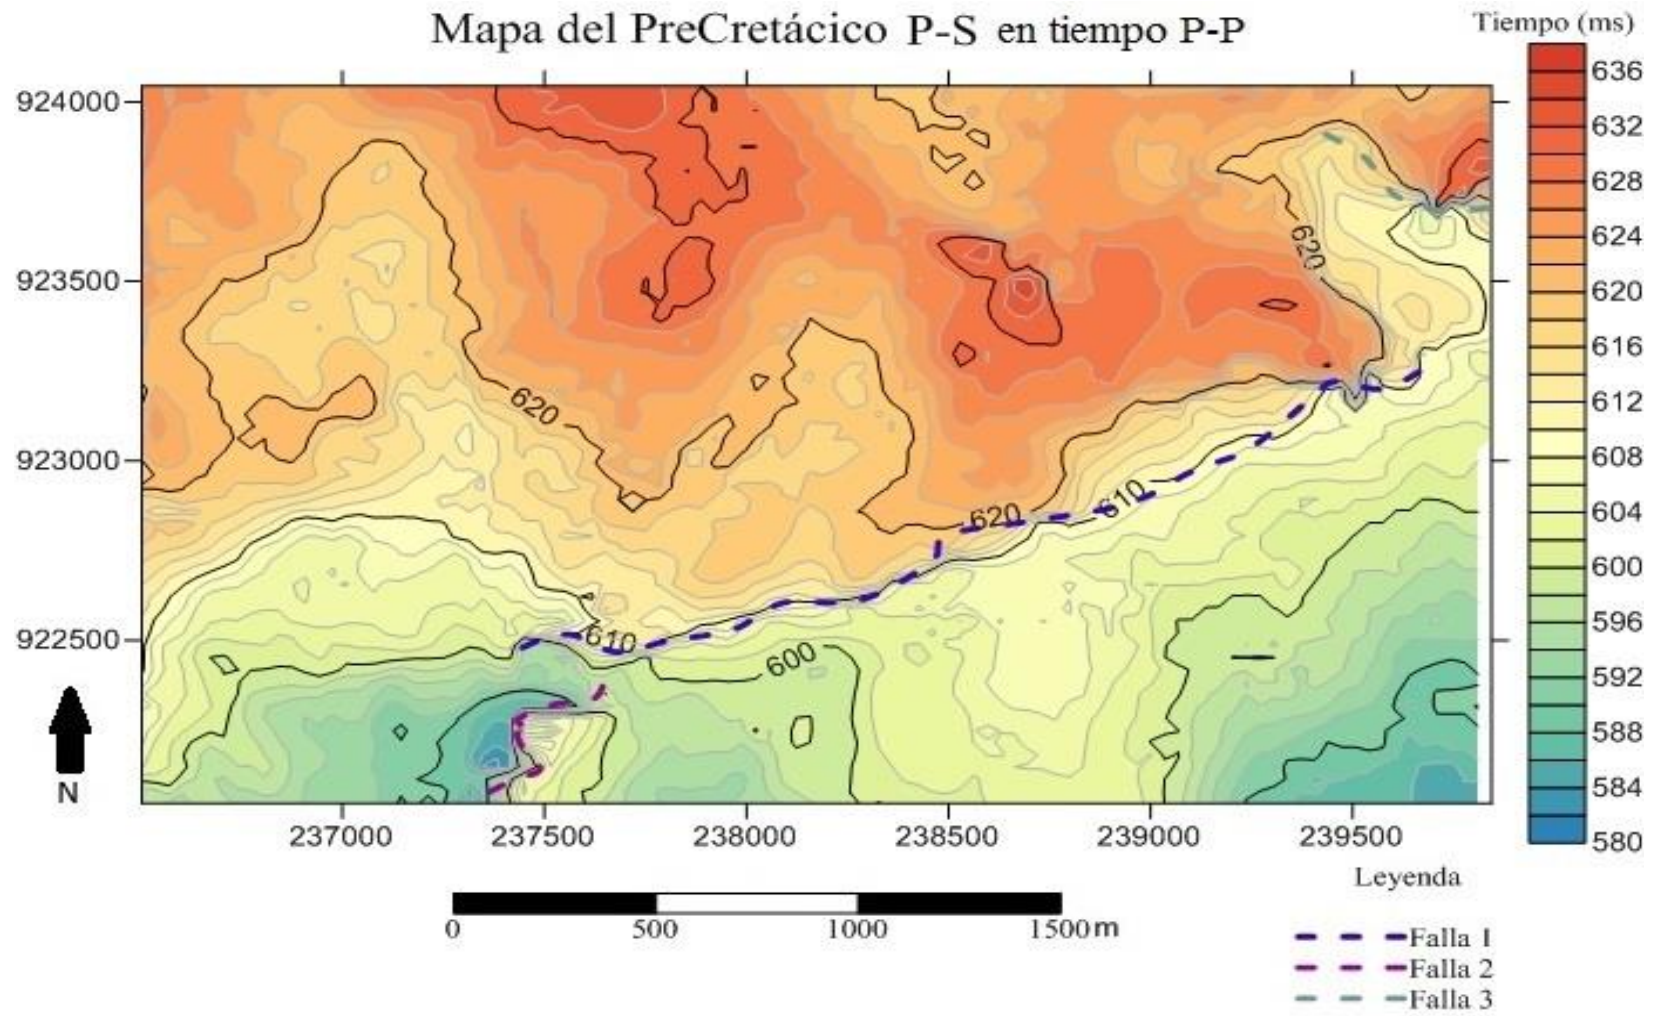 Mapa del PreCretácico P-S en tiempo P-P
Tiempo (ms)
924000
923500
923000
922500
620
620
620
610
610
600
N
237000 237500 238000 238500 239000 239500
636
632
628
624
620
616
612
608
604
600
596
592
588
584
580
0 500 1000 1500 m
Leyenda
Falla 1
Falla 2
Falla 3